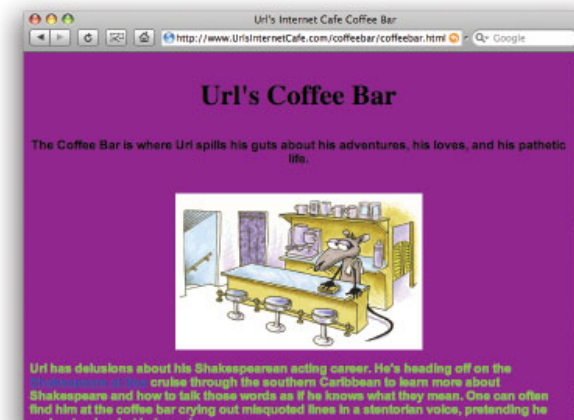 Url's Internet Cafe Coffee Bar
http://www.UrlsInternetCafe.com/coffeebar/coffeebar.html
Google
Url's Coffee Bar
The Coffee Bar is where Url spills his guts about his adventures, his loves, and his pathetic
life.
Url has delusions about his Shakespearean acting career. He's heading off on the
cruise through the southern Caribbean to learn more about
Shakespeare and how to talk those words as if he knows what they mean. One can often
find him at the coffee bar crying out misquoted lines in a stentorian voice, pretending he